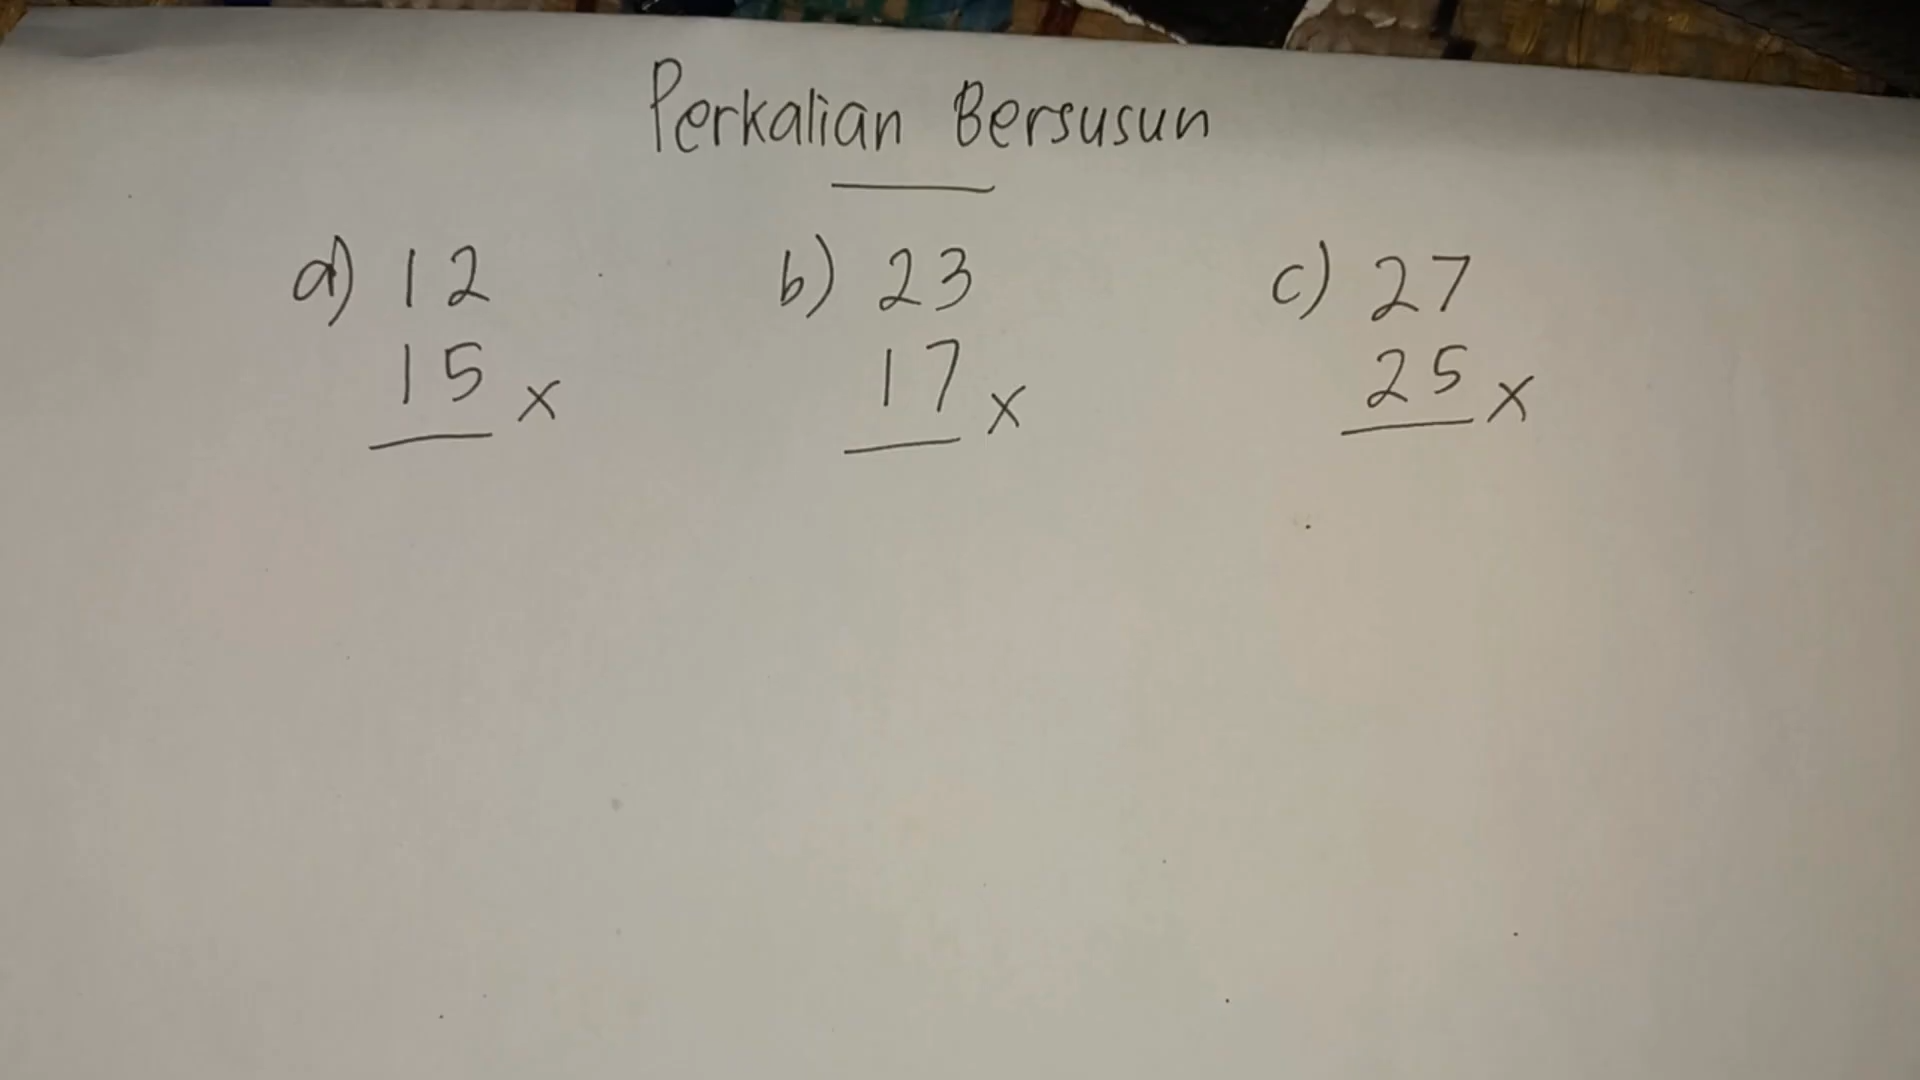 Perkalian Bersusun
a) 12
15 x
b) 23
17 x
c) 27
25 x